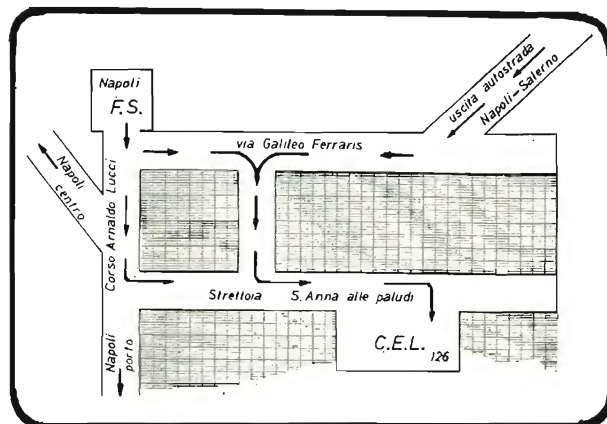 Napoli
F.S.
uscita autostrada
Napoli-Salerno
via Galileo Ferraris
Napoli
centro
Corso Arnaldo Lucci
Strettoia S. Anna alle paludi
C.E.L.
126
Napoli
porto